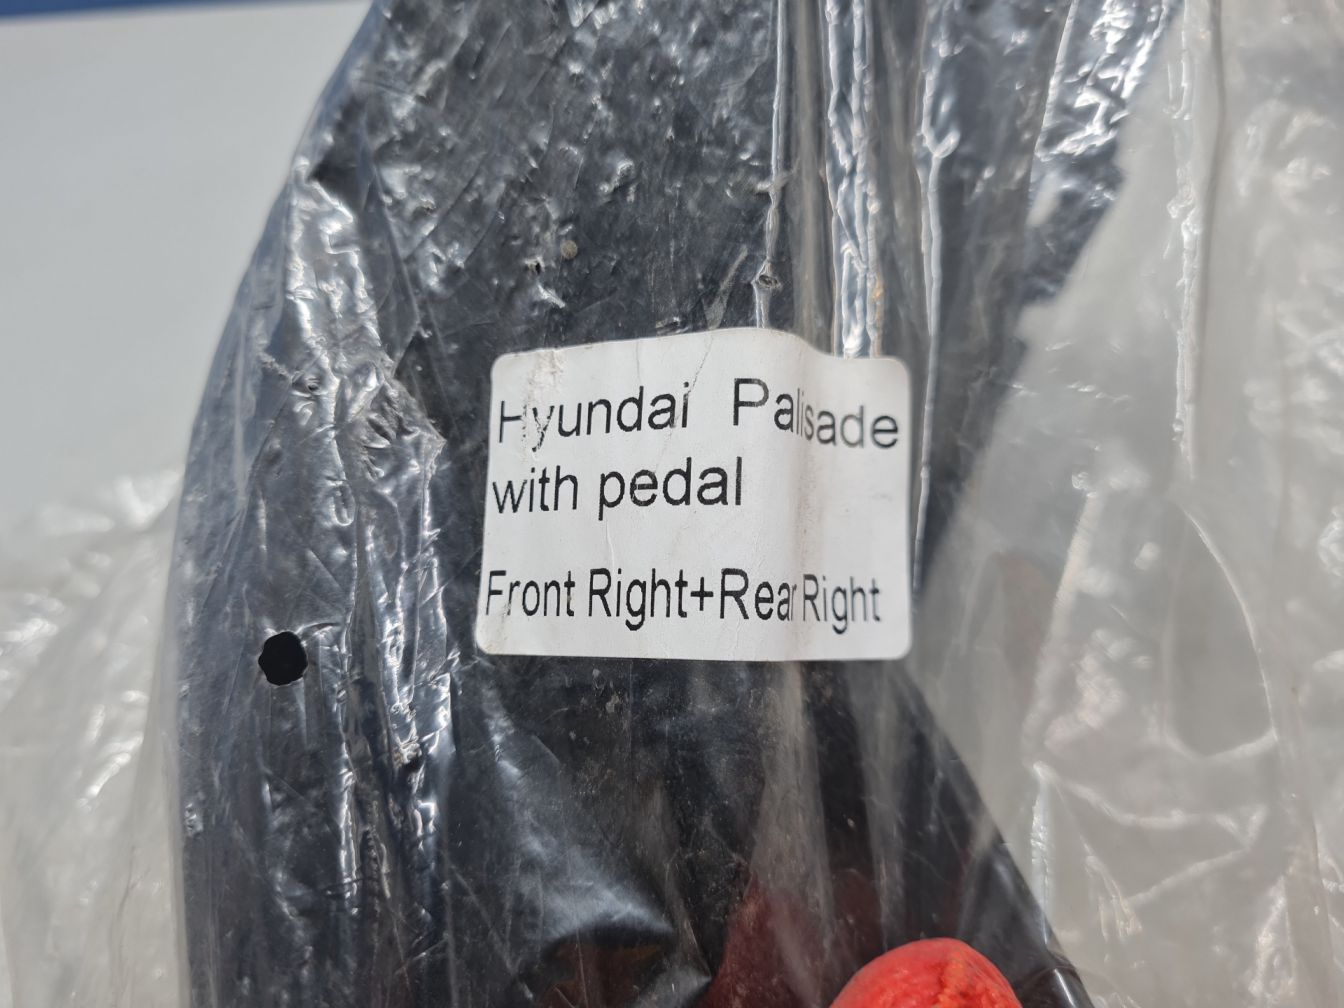 Hyundai Palisade
with pedal
Front Right+Rear Right